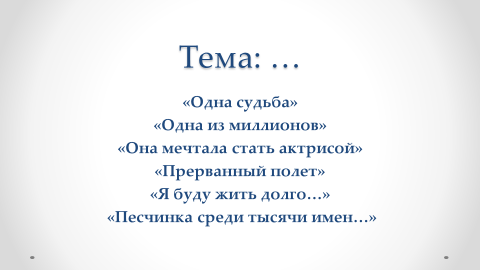 Тема: …
«Одна судьба»
«Одна из миллионов»
«Она мечтала стать актрисой»
«Прерванный полет»
«Я буду жить долго…»
«Песчинка среди тысячи имен…»